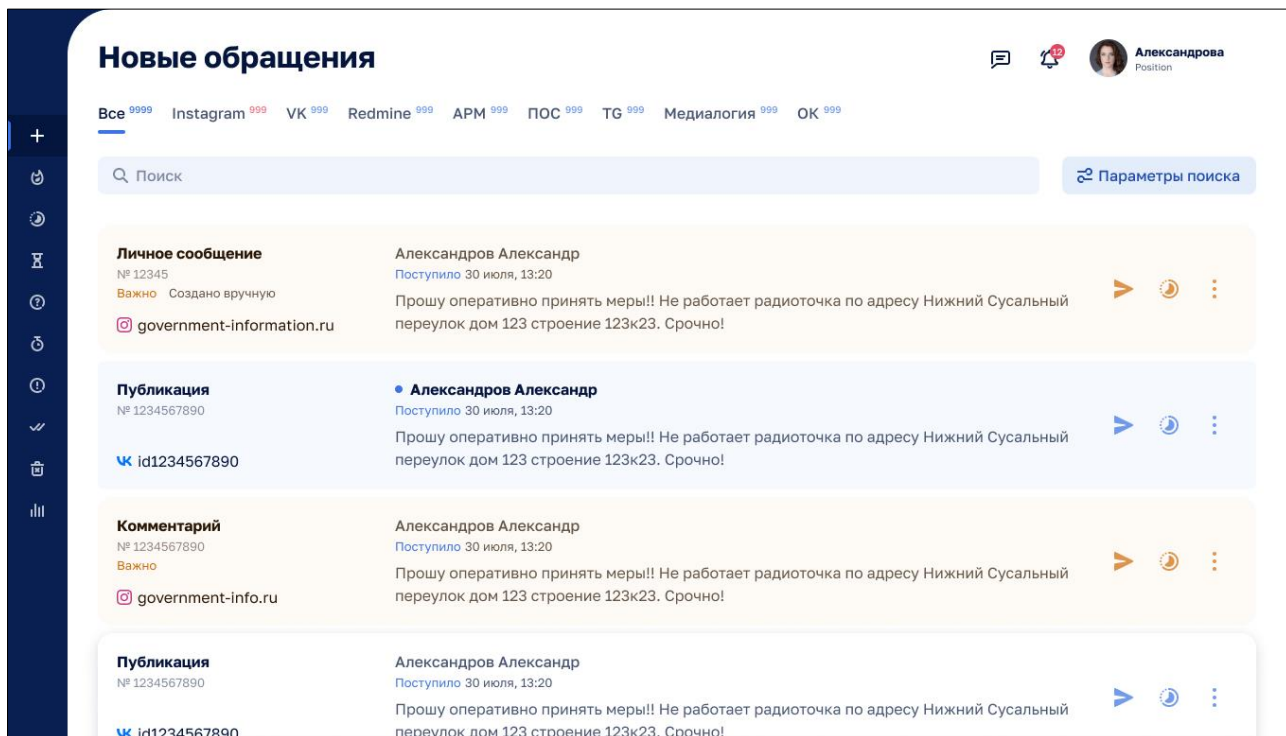 Новые обращения
12
Александрова
Position
Все 9999 Instagram 999 VK 999 Redmine 999 АРМ 999 ПОС 999 TG 999 Медиалогия 999 ОК 999
Поиск
Параметры поиска
Личное сообщение
№ 12345
Важно Создано вручную
government-information.ru
Александров Александр
Поступило 30 июля, 13:20
Прошу оперативно принять меры!! Не работает радиоточка по адресу Нижний Сусальный
переулок дом 123 строение 123к23. Срочно!
Публикация
№ 1234567890
id1234567890
Александров Александр
Поступило 30 июля, 13:20
Прошу оперативно принять меры!! Не работает радиоточка по адресу Нижний Сусальный
переулок дом 123 строение 123к23. Срочно!
Комментарий
№ 1234567890
Важно
government-info.ru
Александров Александр
Поступило 30 июля, 13:20
Прошу оперативно принять меры!! Не работает радиоточка по адресу Нижний Сусальный
переулок дом 123 строение 123к23. Срочно!
Публикация
№ 1234567890
id1234567890
Александров Александр
Поступило 30 июля, 13:20
Прошу оперативно принять меры!! Не работает радиоточка по адресу Нижний Сусальный
переулок дом 123 строение 123к23. Срочно!